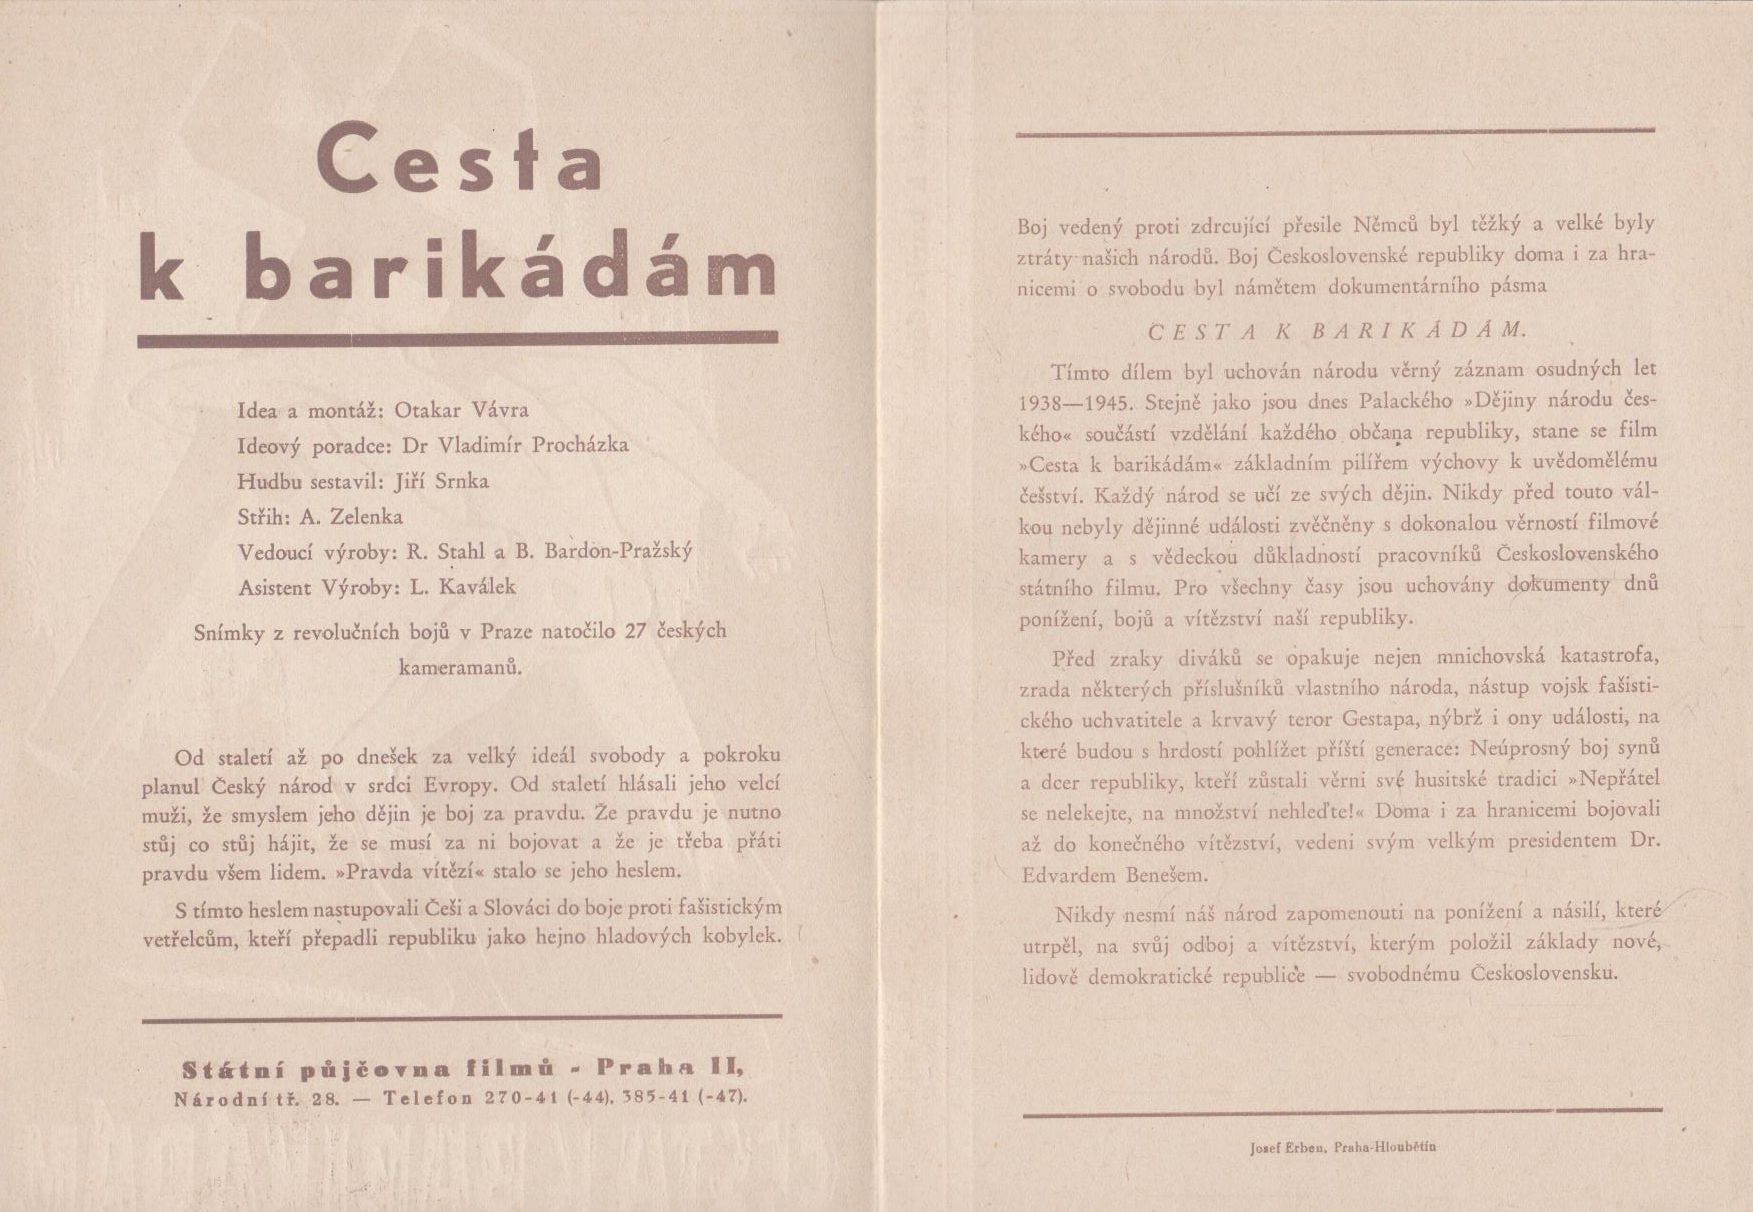 Cesta
k barikádám
Idea a montáž: Otakar Vávra
Ideový poradce: Dr Vladimír Procházka
Hudbu sestavil: Jiří Srnka
Střih: A. Zelenka
Vedoucí výroby: R. Stahl a B. Bardon-Pražský
Asistent Výroby: L. Kaválek
Snímky z revolučních bojů v Praze natočilo 27 českých
kameramanů.
Od staletí až po dnešek za velký ideál svobody a pokroku
planul Český národ v srdci Evropy. Od staletí hlásali jeho velcí
muži, že smyslem jeho dějin je boj za pravdu. Že pravdu je nutno
stůj co stůj hájit, že se musí za ni bojovat a že je třeba přáti
pravdu všem lidem. »Pravda vítězí« stalo se jeho heslem.
S tímto heslem nastupovali Češi a Slováci do boje proti fašistickým
vetřelcům, kteří přepadli republiku jako hejno hladových kobylek.
Státní půjčovna filmů - Praha II,
Národní tř. 28. — Telefon 270-41 (-44), 385-41 (-47).
Boj vedený proti zdrcující přesile Němců byl těžký a velké byly
ztráty našich národů. Boj Československé republiky doma i za hra-
nicemi o svobodu byl námětem dokumentárního pásma
CESTA K BARIKÁDÁM.
Tímto dílem byl uchován národu věrný záznam osudných let
1938—1945. Stejně jako jsou dnes Palackého »Dějiny národu čes-
kého« součástí vzdělání každého občana republiky, stane se film
»Cesta k barikádám« základním pilířem výchovy k uvědomělému
češství. Každý národ se učí ze svých dějin. Nikdy před touto vál-
kou nebyly dějinné události zvěčněny s dokonalou věrností filmové
kamery a s vědeckou důkladností pracovníků Československého
státního filmu. Pro všechny časy jsou uchovány dokumenty dnů
ponížení, bojů a vítězství naší republiky.
Před zraky diváků se opakuje nejen mnichovská katastrofa,
zrada některých příslušníků vlastního národa, nástup vojsk fašisti-
ckého uchvatitele a krvavý teror Gestapa, nýbrž i ony události, na
které budou s hrdostí pohlížet příští generace: Neúprosný boj synů
a dcer republiky, kteří zůstali věrni své husitské tradici »Nepřátel
se nelekejte, na množství nehleďte!« Doma i za hranicemi bojovali
až do konečného vítězství, vedeni svým velkým presidentem Dr.
Edvardem Benešem.
Nikdy nesmí náš národ zapomenouti na ponížení a násilí, které
utrpěl, na svůj odboj a vítězství, kterým položil základy nové,
lidově demokratické republice — svobodnému Československu.
Josef Erben, Praha-Hloubětín